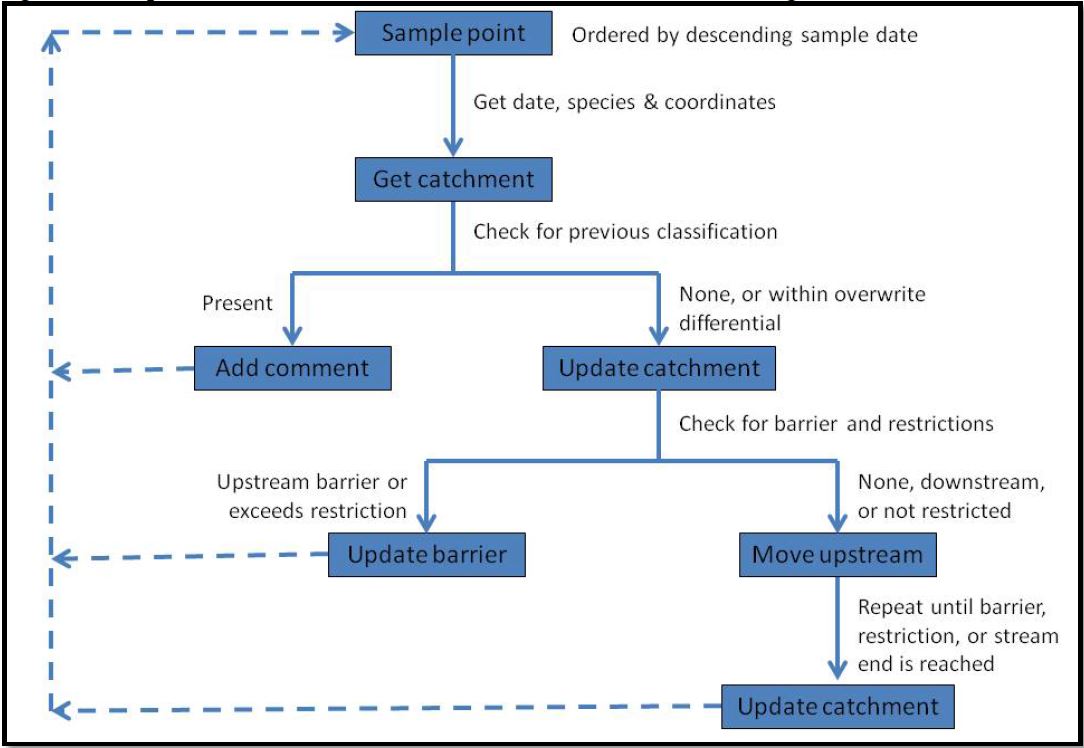 Sample point
Ordered by descending sample date
Get date, species & coordinates
Get catchment
Check for previous classification
Present
None, or within overwrite
differential
Add comment
Update catchment
Check for barrier and restrictions
Upstream barrier or
exceeds restriction
None, downstream,
or not restricted
Update barrier
Move upstream
Repeat until barrier,
restriction, or stream
end is reached
Update catchment